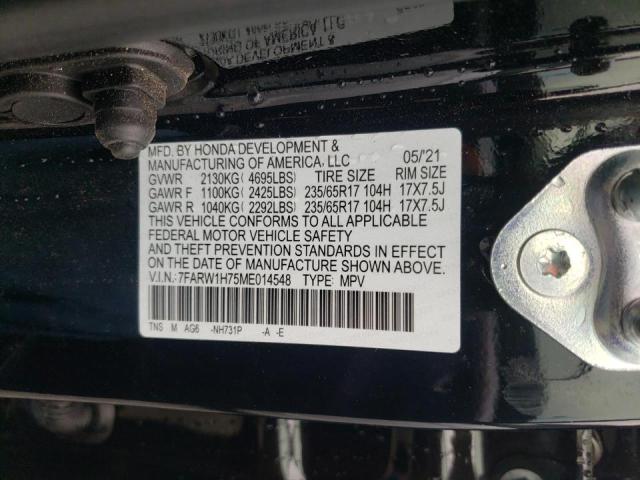 MFD. BY HONDA DEVELOPMENT &
MANUFACTURING OF AMERICA, LLC 05/'21
GVWR 2130KG( 4695LBS) TIRE SIZE RIM SIZE
GAWR F 1100KG( 2425LBS) 235/65R17 104H 17X7.5J
GAWR R 1040KG( 2292LBS) 235/65R17 104H 17X7.5J
THIS VEHICLE CONFORMS TO ALL APPLICABLE
FEDERAL MOTOR VEHICLE SAFETY
AND THEFT PREVENTION STANDARDS IN EFFECT
ON THE DATE OF MANUFACTURE SHOWN ABOVE.
V.I.N.:7FARW1H75ME014548 TYPE: MPV
TNS M AG6 -NH731P -A -E